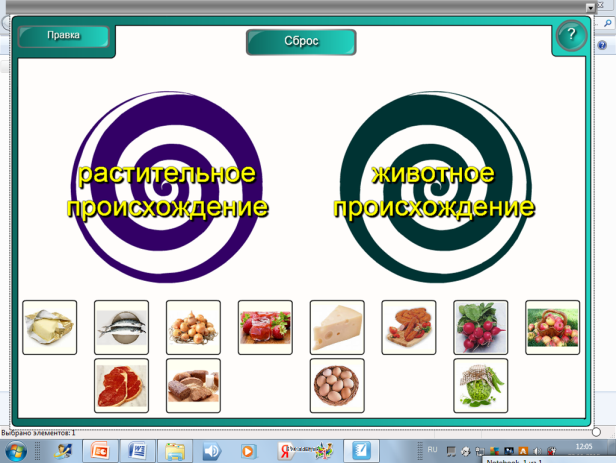 Правка
Сброс
?
растительное
происхождение
животное
происхождение
Выбрано элементов: 1
RU
12:05